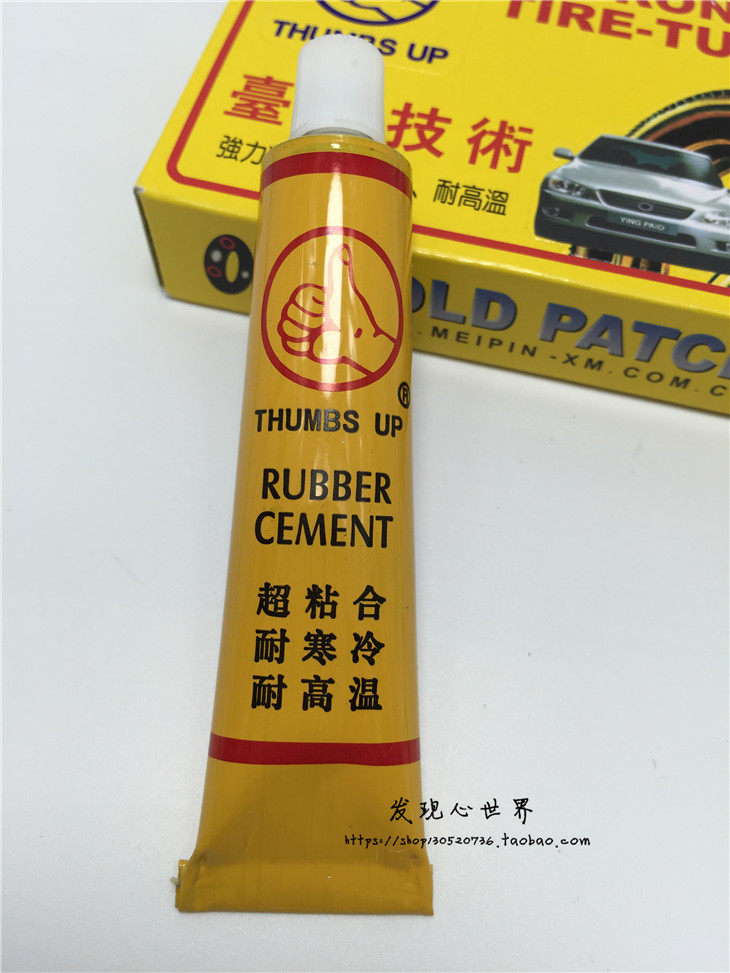 THUMBS UP
TIRE-TU
臺
技術
強力
、耐高溫
YING PAIO
OLD PATC
.MEIPIN-XM.COM.C
THUMBS UP
®
RUBBER
CEMENT
超粘合
耐寒冷
耐高温
发现心世界
https://shop130520736.taobao.com